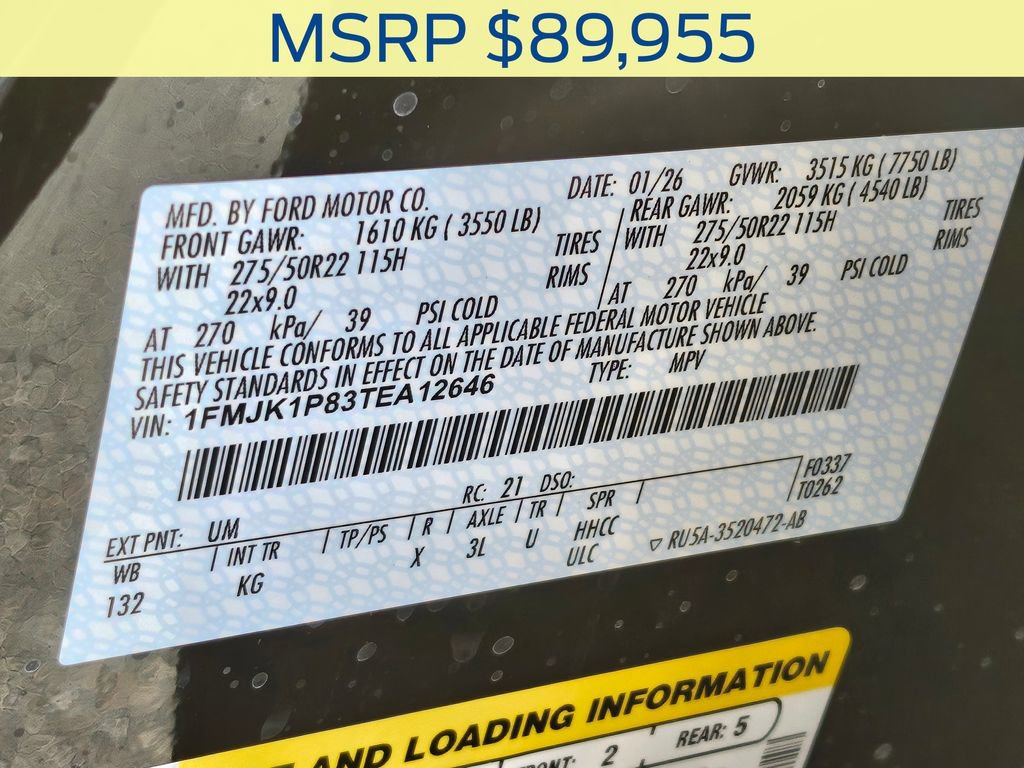 MSRP $89,955
MFD. BY FORD MOTOR CO. DATE: 01/26 GVWR: 3515 KG ( 7750 LB)
FRONT GAWR: 1610 KG ( 3550 LB) REAR GAWR: 2059 KG ( 4540 LB)
WITH 275/50R22 115H TIRES WITH 275/50R22 115H TIRES
22x9.0 RIMS 22x9.0 RIMS
AT 270 kPa/ 39 PSI COLD AT 270 kPa/ 39 PSI COLD
THIS VEHICLE CONFORMS TO ALL APPLICABLE FEDERAL MOTOR VEHICLE
SAFETY STANDARDS IN EFFECT ON THE DATE OF MANUFACTURE SHOWN ABOVE.
VIN: 1FMJK1P83TEA12646 TYPE: MPV
EXT PNT: UM RC: 21 DSO: F0337
WB INT TR TP/PS R AXLE TR SPR T0262
132 KG X 3L U HHCC
ULC RU5A-3520472-AB
AND LOADING INFORMATION
2 REAR: 5